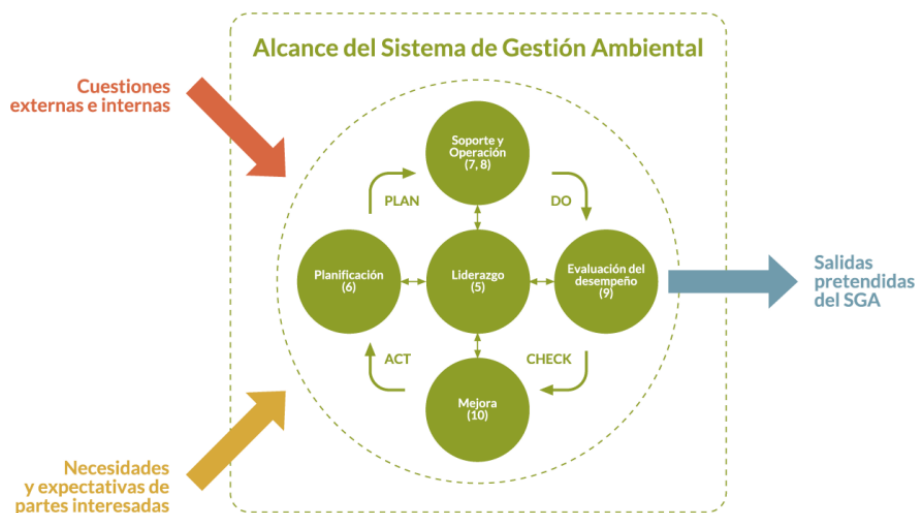 Alcance del Sistema de Gestión Ambiental
Cuestiones
externas e internas
Soporte y
Operación
(7, 8)
PLAN
DO
Planificación
(6)
Liderazgo
(5)
Evaluación del
desempeño
(9)
Salidas
pretendidas
del SGA
ACT
CHECK
Mejora
(10)
Necesidades
y expectativas de
partes interesadas